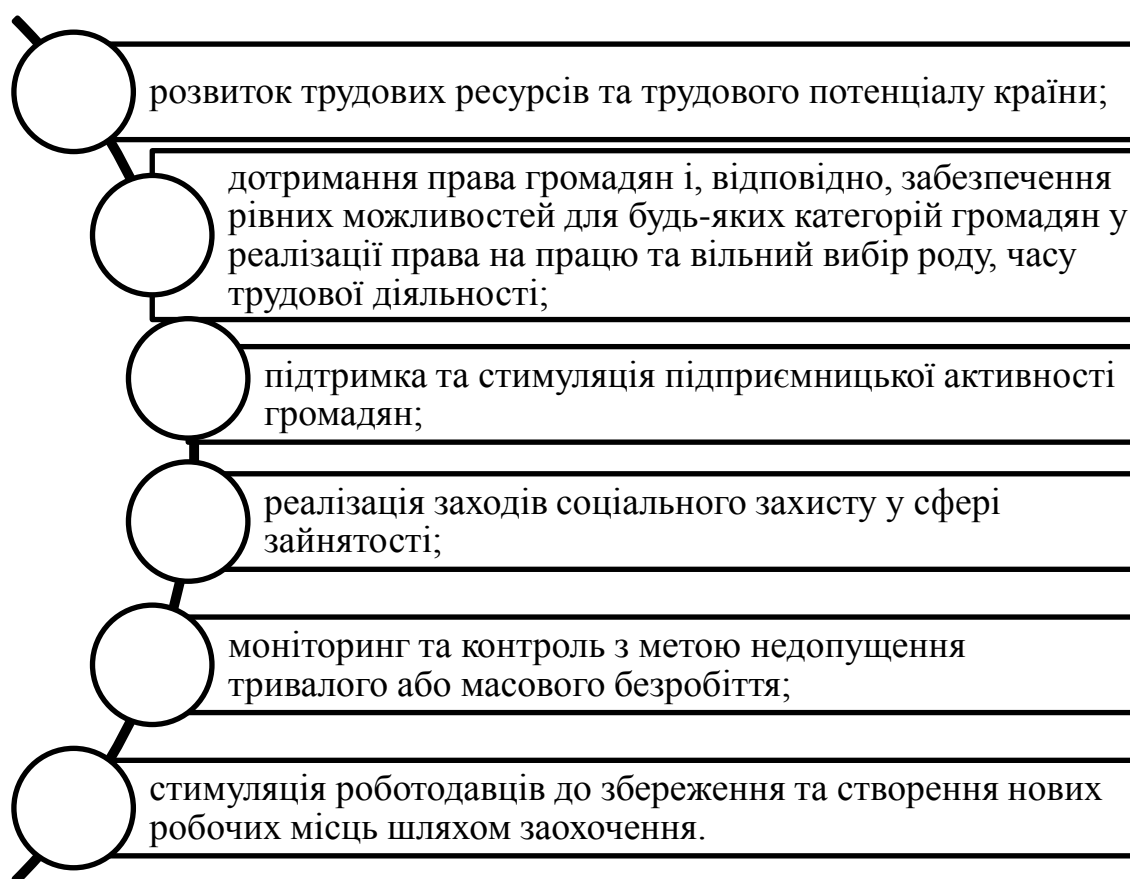 розвиток трудових ресурсів та трудового потенціалу країни;
дотримання права громадян і, відповідно, забезпечення
рівних можливостей для будь-яких категорій громадян у
реалізації права на працю та вільний вибір роду, часу
трудової діяльності;
підтримка та стимуляція підприємницької активності
громадян;
реалізація заходів соціального захисту у сфері
зайнятості;
моніторинг та контроль з метою недопущення
тривалого або масового безробіття;
стимуляція роботодавців до збереження та створення нових
робочих місць шляхом заохочення.